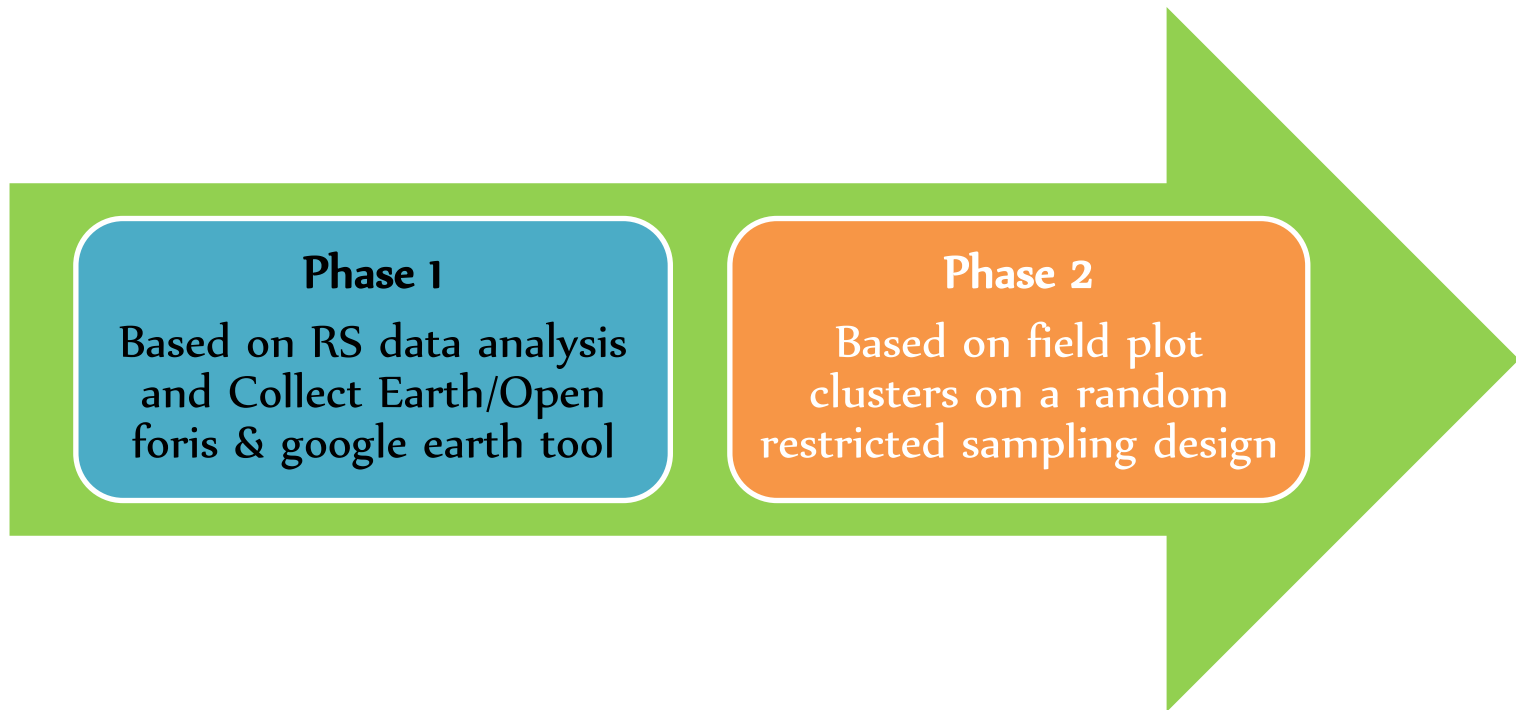 Phase 1
Based on RS data analysis
and Collect Earth/Open
foris & google earth tool
Phase 2
Based on field plot
clusters on a random
restricted sampling design